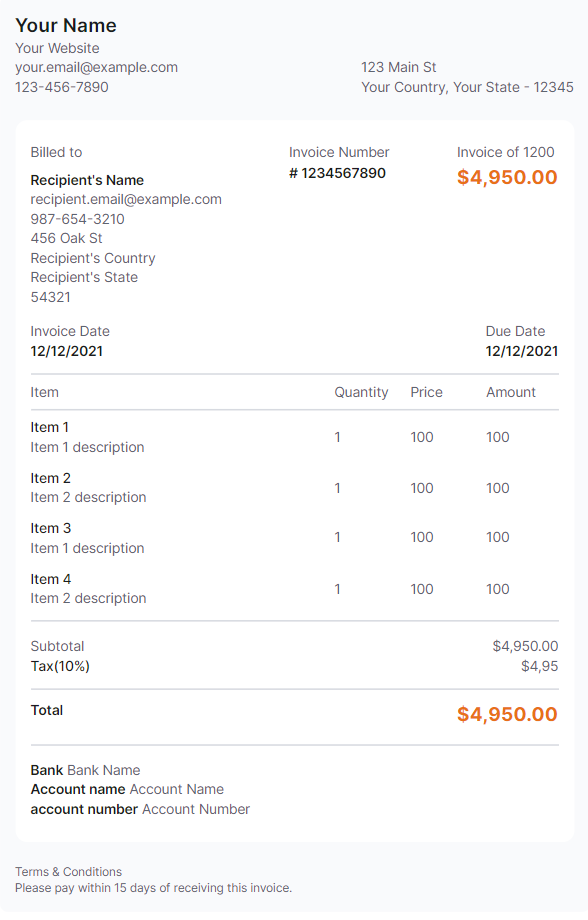 Your Name
Your Website
your.email@example.com
123-456-7890
123 Main St
Your Country, Your State - 12345
Billed to
Recipient's Name
recipient.email@example.com
987-654-3210
456 Oak St
Recipient's Country
Recipient's State
54321
Invoice Number
# 1234567890
Invoice of 1200
$4,950.00
Invoice Date
12/12/2021
Due Date
12/12/2021
Item Quantity Price Amount
Item 1
Item 1 description
1 100 100
Item 2
Item 2 description
1 100 100
Item 3
Item 1 description
1 100 100
Item 4
Item 2 description
1 100 100
Subtotal $4,950.00
Tax(10%) $4,95
Total $4,950.00
Bank Bank Name
Account name Account Name
account number Account Number
Terms & Conditions
Please pay within 15 days of receiving this invoice.